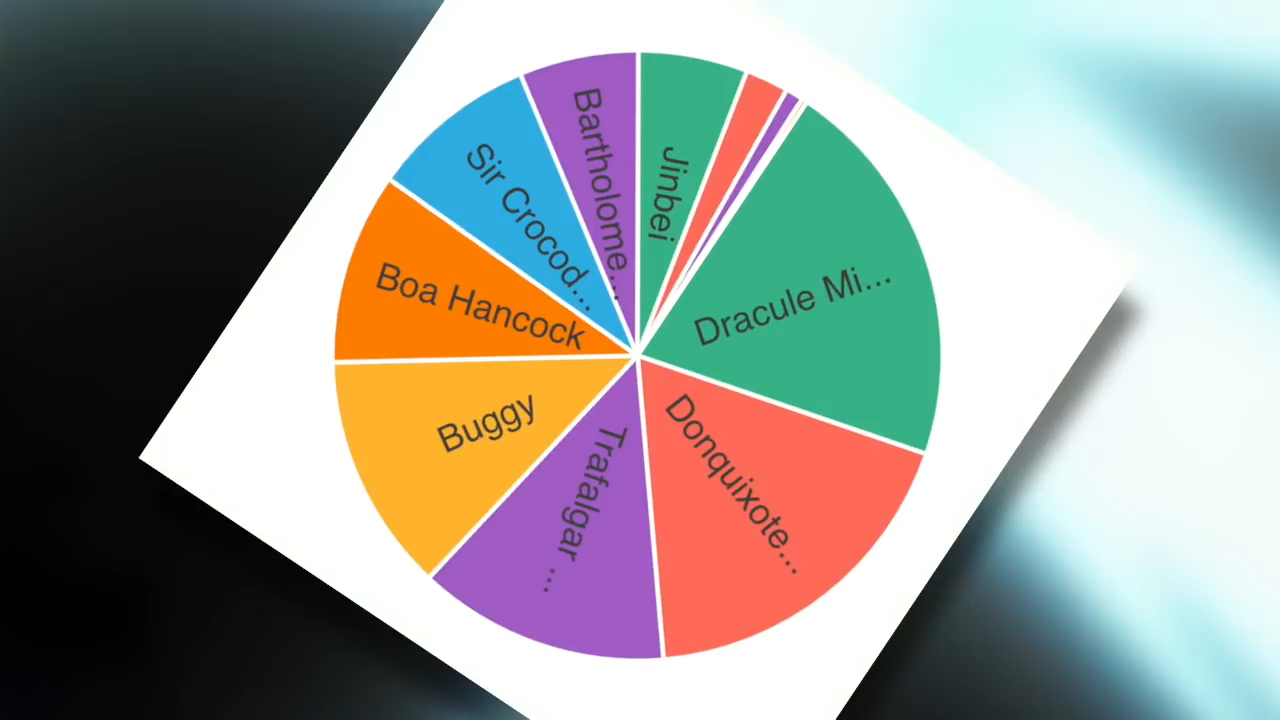 Jinbei
Dracule Mi...
Donquixote...
Trafalgar ...
Buggy
Boa Hancock
Sir Crocod...
Bartholome...